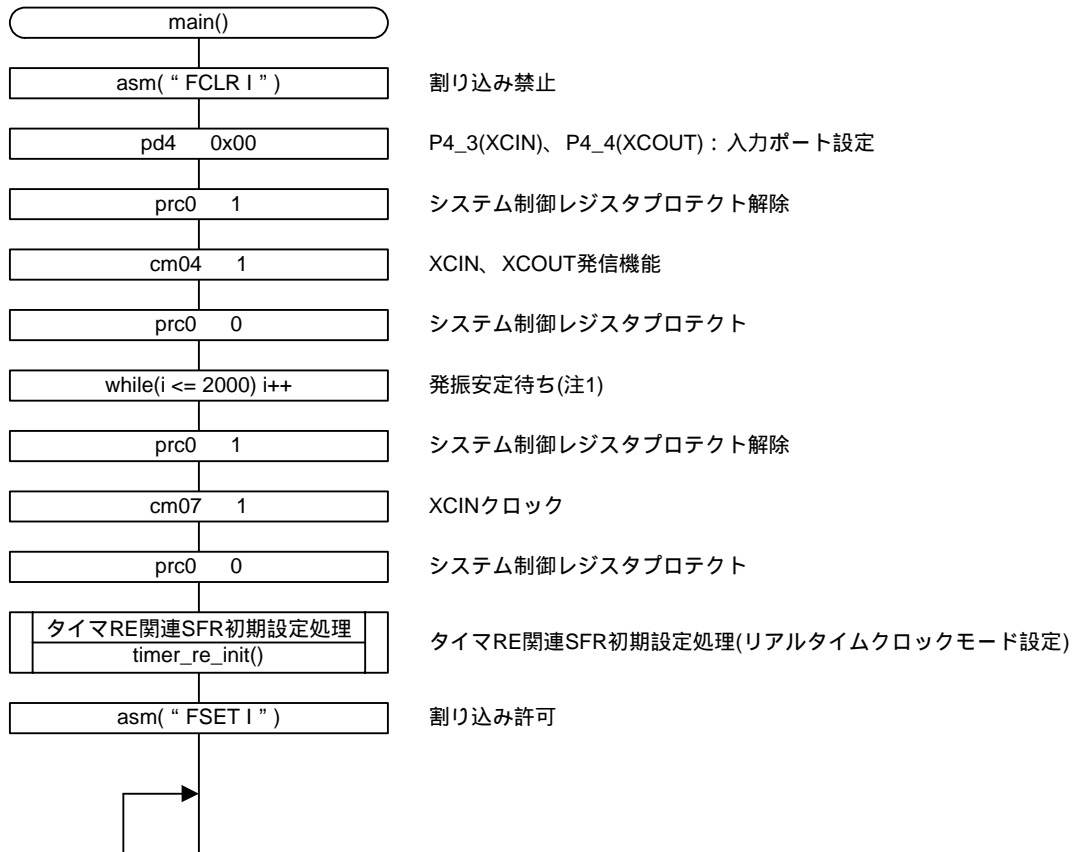 main()
asm( “ FCLR I ” ) 割り込み禁止
pd4 0x00 P4_3(XCIN)、P4_4(XCOUT)：入力ポート設定
prc0 1 システム制御レジスタプロテクト解除
cm04 1 XCIN、XCOUT発信機能
prc0 0 システム制御レジスタプロテクト
while(i <= 2000) i++ 発振安定待ち(注1)
prc0 1 システム制御レジスタプロテクト解除
cm07 1 XCINクロック
prc0 0 システム制御レジスタプロテクト
タイマRE関連SFR初期設定処理
timer_re_init()
タイマRE関連SFR初期設定処理(リアルタイムクロックモード設定)
asm( “ FSET I ” ) 割り込み許可